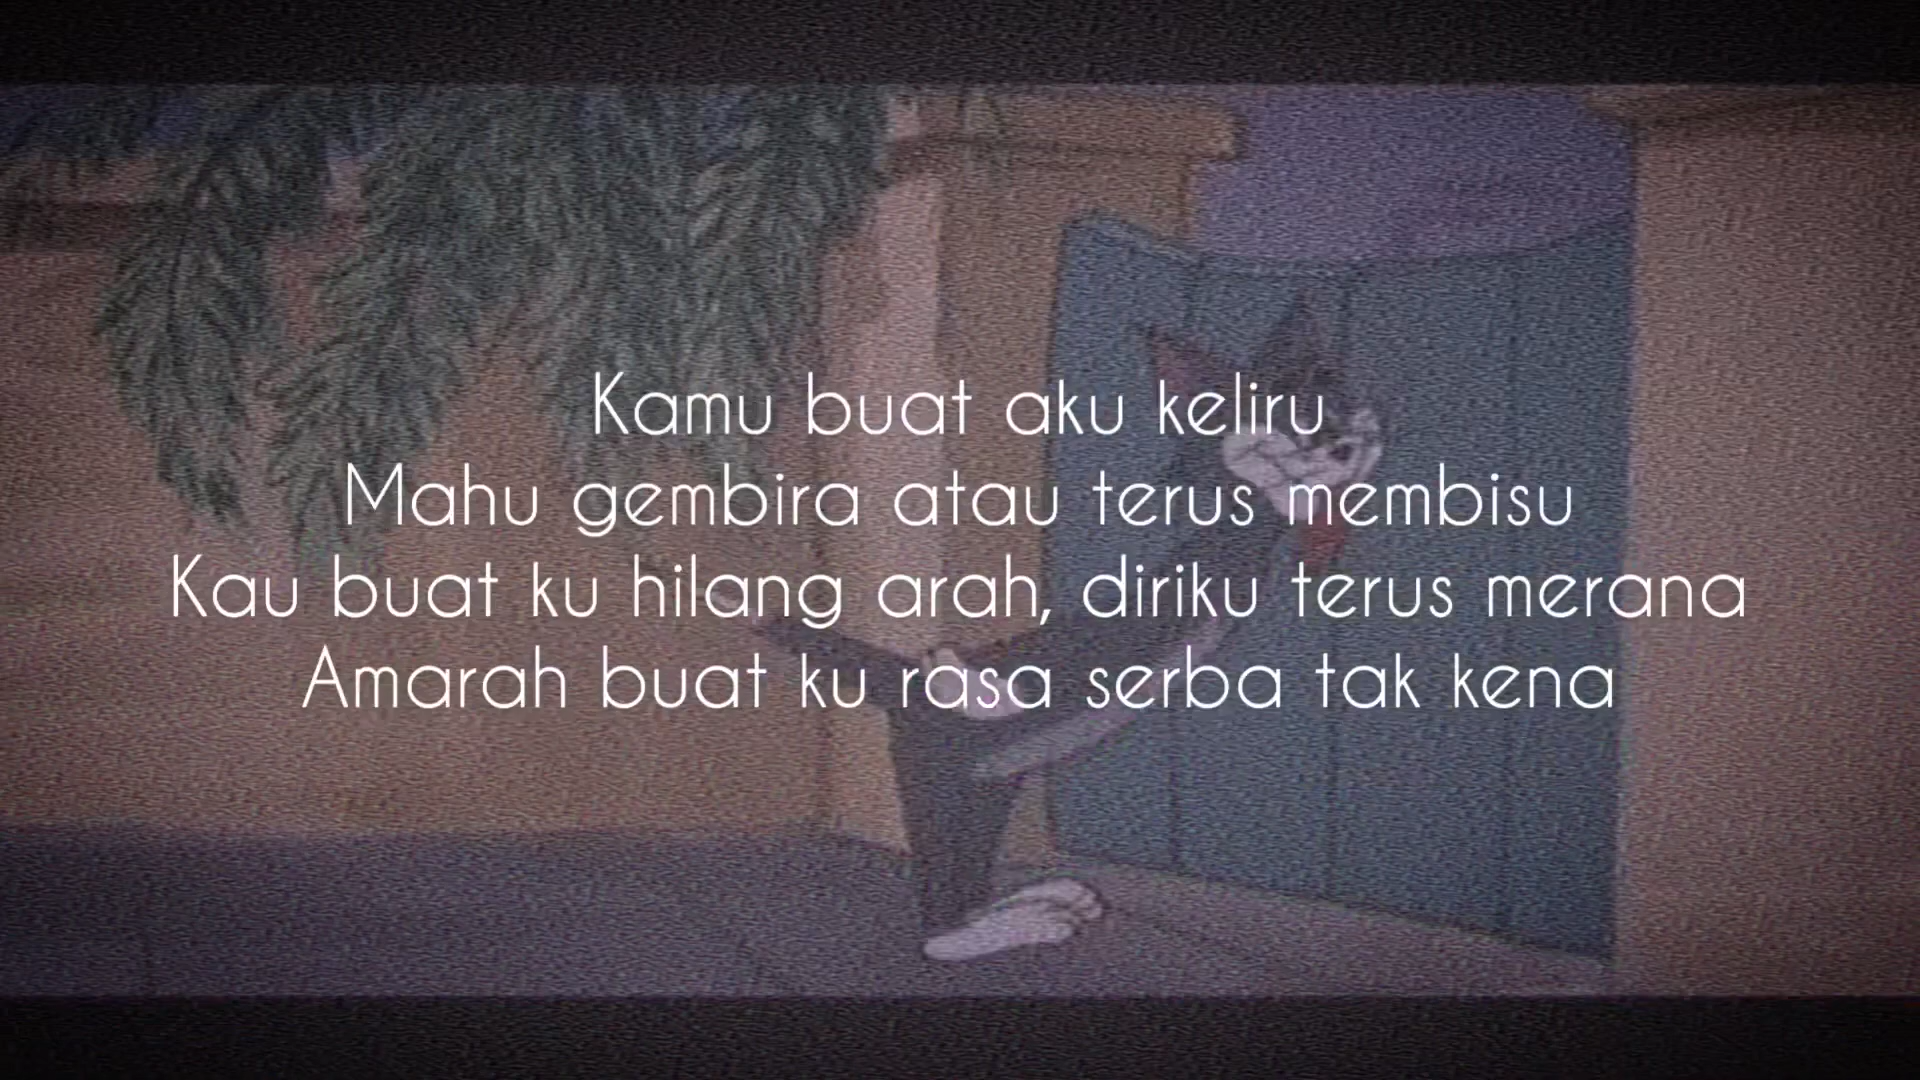 Kamu buat aku keliru
Mahu gembira atau terus membisu
Kau buat ku hilang arah, diriku terus merana
Amarah buat ku rasa serba tak kena